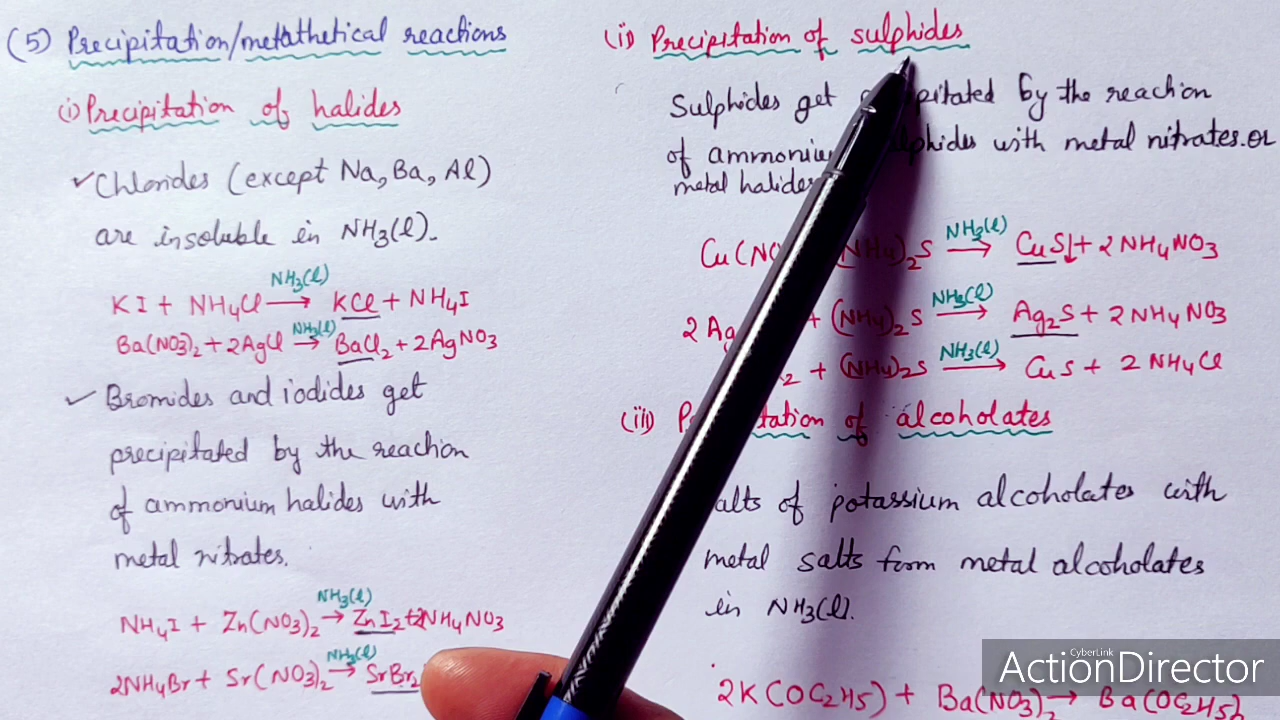 (5) Precipitation/metathetical reactions
(i) Precipitation of halides
✓ Chlorides (except Na, Ba, Al)
are insoluble in NH3(l).
KI + NH4Cl NH3(l)→ KCl + NH4I
Ba(NO3)2 + 2AgCl NH3(l)→ BaCl2 + 2AgNO3
✓ Bromides and iodides get
precipitated by the reaction
of ammonium halides with
metal nitrates.
NH4I + Zn(NO3)2 NH3(l)→ ZnI2 + 2NH4NO3
2NH4Br + Sr(NO3)2 NH3(l)→ SrBr2
(ii) Precipitation of sulphides
Sulphides get pitated by the reaction
of ammoniu lphides with metal nitrates. or
metal halides
Cu(NO (NH4)2S NH3(l)→ CuS↓ + 2NH4NO3
2Ag + (NH4)2S NH3(l)→ Ag2S + 2NH4NO3
2 + (NH4)2S NH3(l)→ CuS + 2NH4Cl
(iii) P tation of alcoholates
alts of potassium alcoholates with
metal salts form metal alcoholates
in NH3(l).
2K(OC2H5) + Ba(NO3)2 → Ba(OC2H5)2
CyberLink
ActionDirector